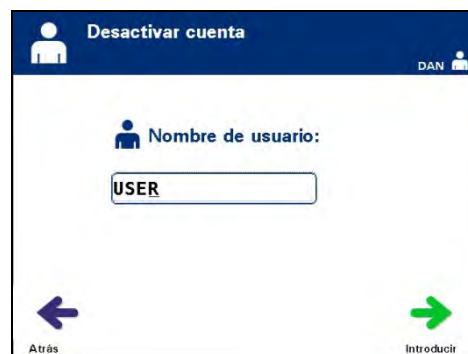 Desactivar cuenta
DAN
Nombre de usuario:
USER
Atrás
Introducir